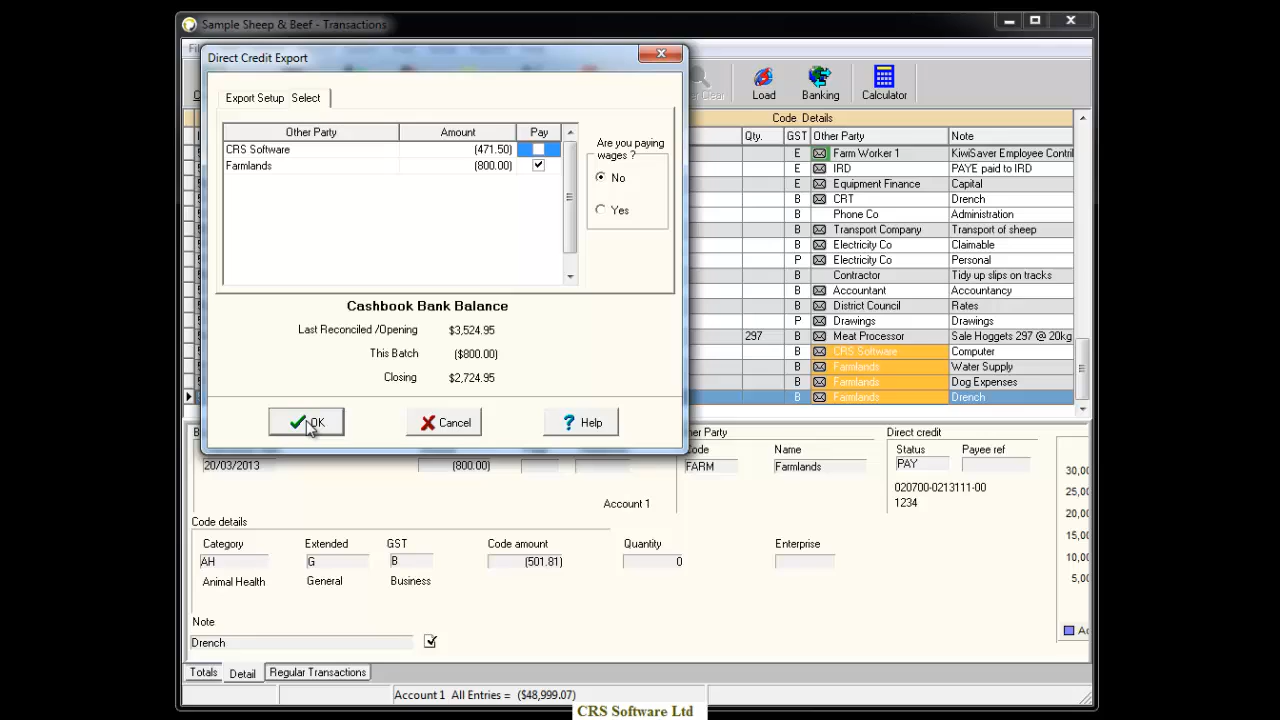 Sample Sheep & Beef - Transactions
Direct Credit Export
Export Setup Select
Load Banking Calculator
Code Details
Other Party Amount Pay
CRS Software (471.50)
Farmlands (800.00)
Are you paying
wages ?
No
Yes
Qty. GST Other Party Note
E Farm Worker 1 KiwiSaver Employee Contri
E IRD PAYE paid to IRD
E Equipment Finance Capital
B CRT Drench
B Phone Co Administration
B Transport Company Transport of sheep
B Electricity Co Claimable
P Electricity Co Personal
B Contractor Tidy up slips on tracks
B Accountant Accountancy
B District Council Rates
P Drawings Drawings
297 B Meat Processor Sale Hoggets 297 @ 20kg
B CRS Software Computer
B Farmlands Water Supply
B Farmlands Dog Expenses
B Farmlands Drench
Cashbook Bank Balance
Last Reconciled /Opening $3,524.95
This Batch ($800.00)
Closing $2,724.95
OK Cancel Help
Code Name
20/03/2013 (800.00) FARM Farmlands
Direct credit
Status Payee ref
PAY
020700-0213111-00
1234
Account 1
Code details
Category Extended GST Code amount Quantity Enterprise
AH G B (501.81) 0
Animal Health General Business
Note
Drench
30,00
25,00
20,00
15,00
10,00
5,00
Totals Detail Regular Transactions
Account 1 All Entries = ($48,999.07)
CRS Software Ltd